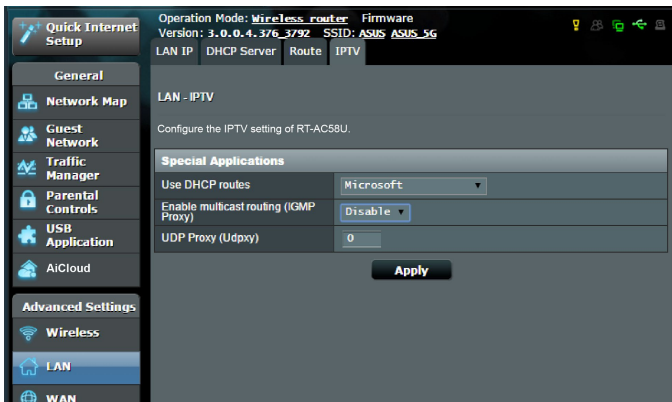 Quick Internet
Setup
Operation Mode: Wireless router Firmware
Version: 3.0.0.4.376_3792 SSID: ASUS ASUS_5G
LAN IP DHCP Server Route IPTV
General
Network Map
Guest
Network
Traffic
Manager
Parental
Controls
USB
Application
AiCloud
Advanced Settings
Wireless
LAN
WAN
LAN - IPTV
Configure the IPTV setting of RT-AC58U.
Special Applications
Use DHCP routes Microsoft
Enable multicast routing (IGMP
Proxy) Disable
UDP Proxy (Udpxy) 0
Apply